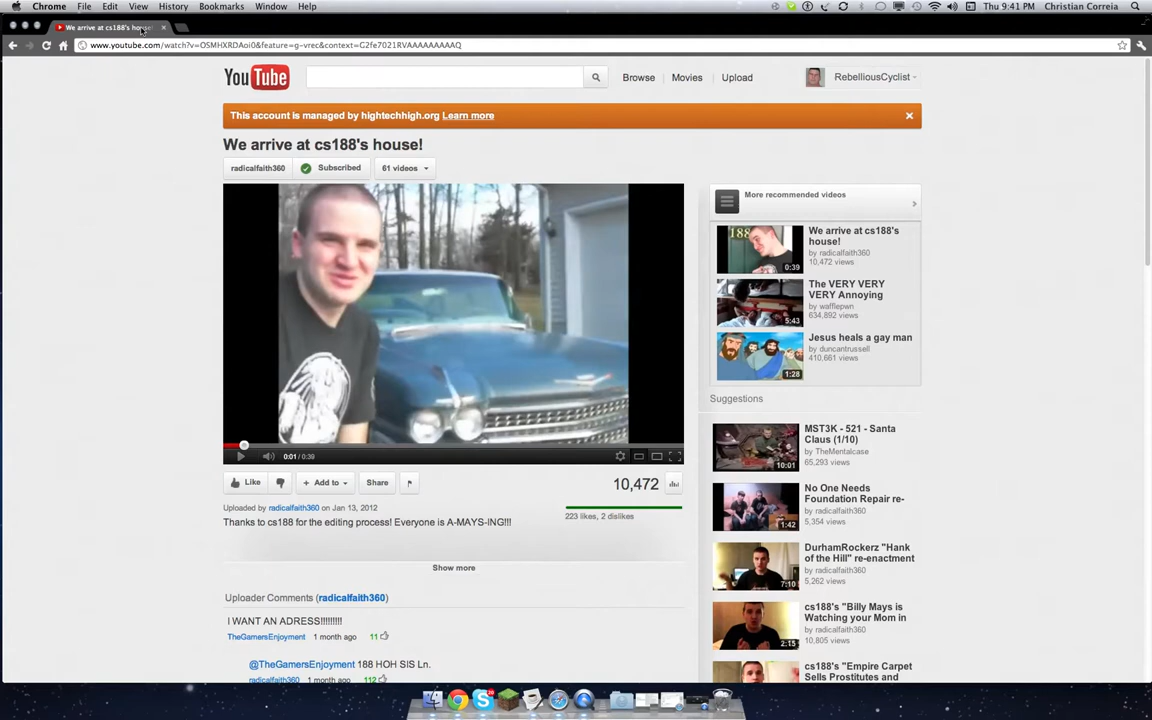 Chrome File Edit View History Bookmarks Window Help Thu 9:41 PM Christian Correia
We arrive at cs188's house!
www.youtube.com/watch?v=OSMHXRDAoi0&feature=g-vrec&context=G2fe7021RVAAAAAAAAAQ
YouTube Browse Movies Upload RebelliousCyclist
This account is managed by hightechhigh.org Learn more
We arrive at cs188's house!
radicalfaith360 Subscribed 61 videos
0:01 / 0:39
Like Add to Share 10,472
Uploaded by radicalfaith360 on Jan 13, 2012
223 likes, 2 dislikes
Thanks to cs188 for the editing process! Everyone is A-MAYS-ING!!!
Show more
Uploader Comments (radicalfaith360)
I WANT AN ADRESS!!!!!!!!!
TheGamersEnjoyment 1 month ago 11
@TheGamersEnjoyment 188 HOH SIS Ln.
radicalfaith360 1 month ago 112
More recommended videos
188
0:39
We arrive at cs188's
house!
by radicalfaith360
10,472 views
5:43
The VERY VERY
VERY Annoying
by wafflepwn
634,892 views
1:28
Jesus heals a gay man
by duncantrussell
410,661 views
Suggestions
10:01
MST3K - 521 - Santa
Claus (1/10)
by TheMentalcase
65,293 views
1:42
No One Needs
Foundation Repair re-
by radicalfaith360
5,354 views
7:10
DurhamRockerz "Hank
of the Hill" re-enactment
by radicalfaith360
5,262 views
2:15
cs188's "Billy Mays is
Watching your Mom in
by radicalfaith360
10,805 views
cs188's "Empire Carpet
Sells Prostitutes and
by radicalfaith360